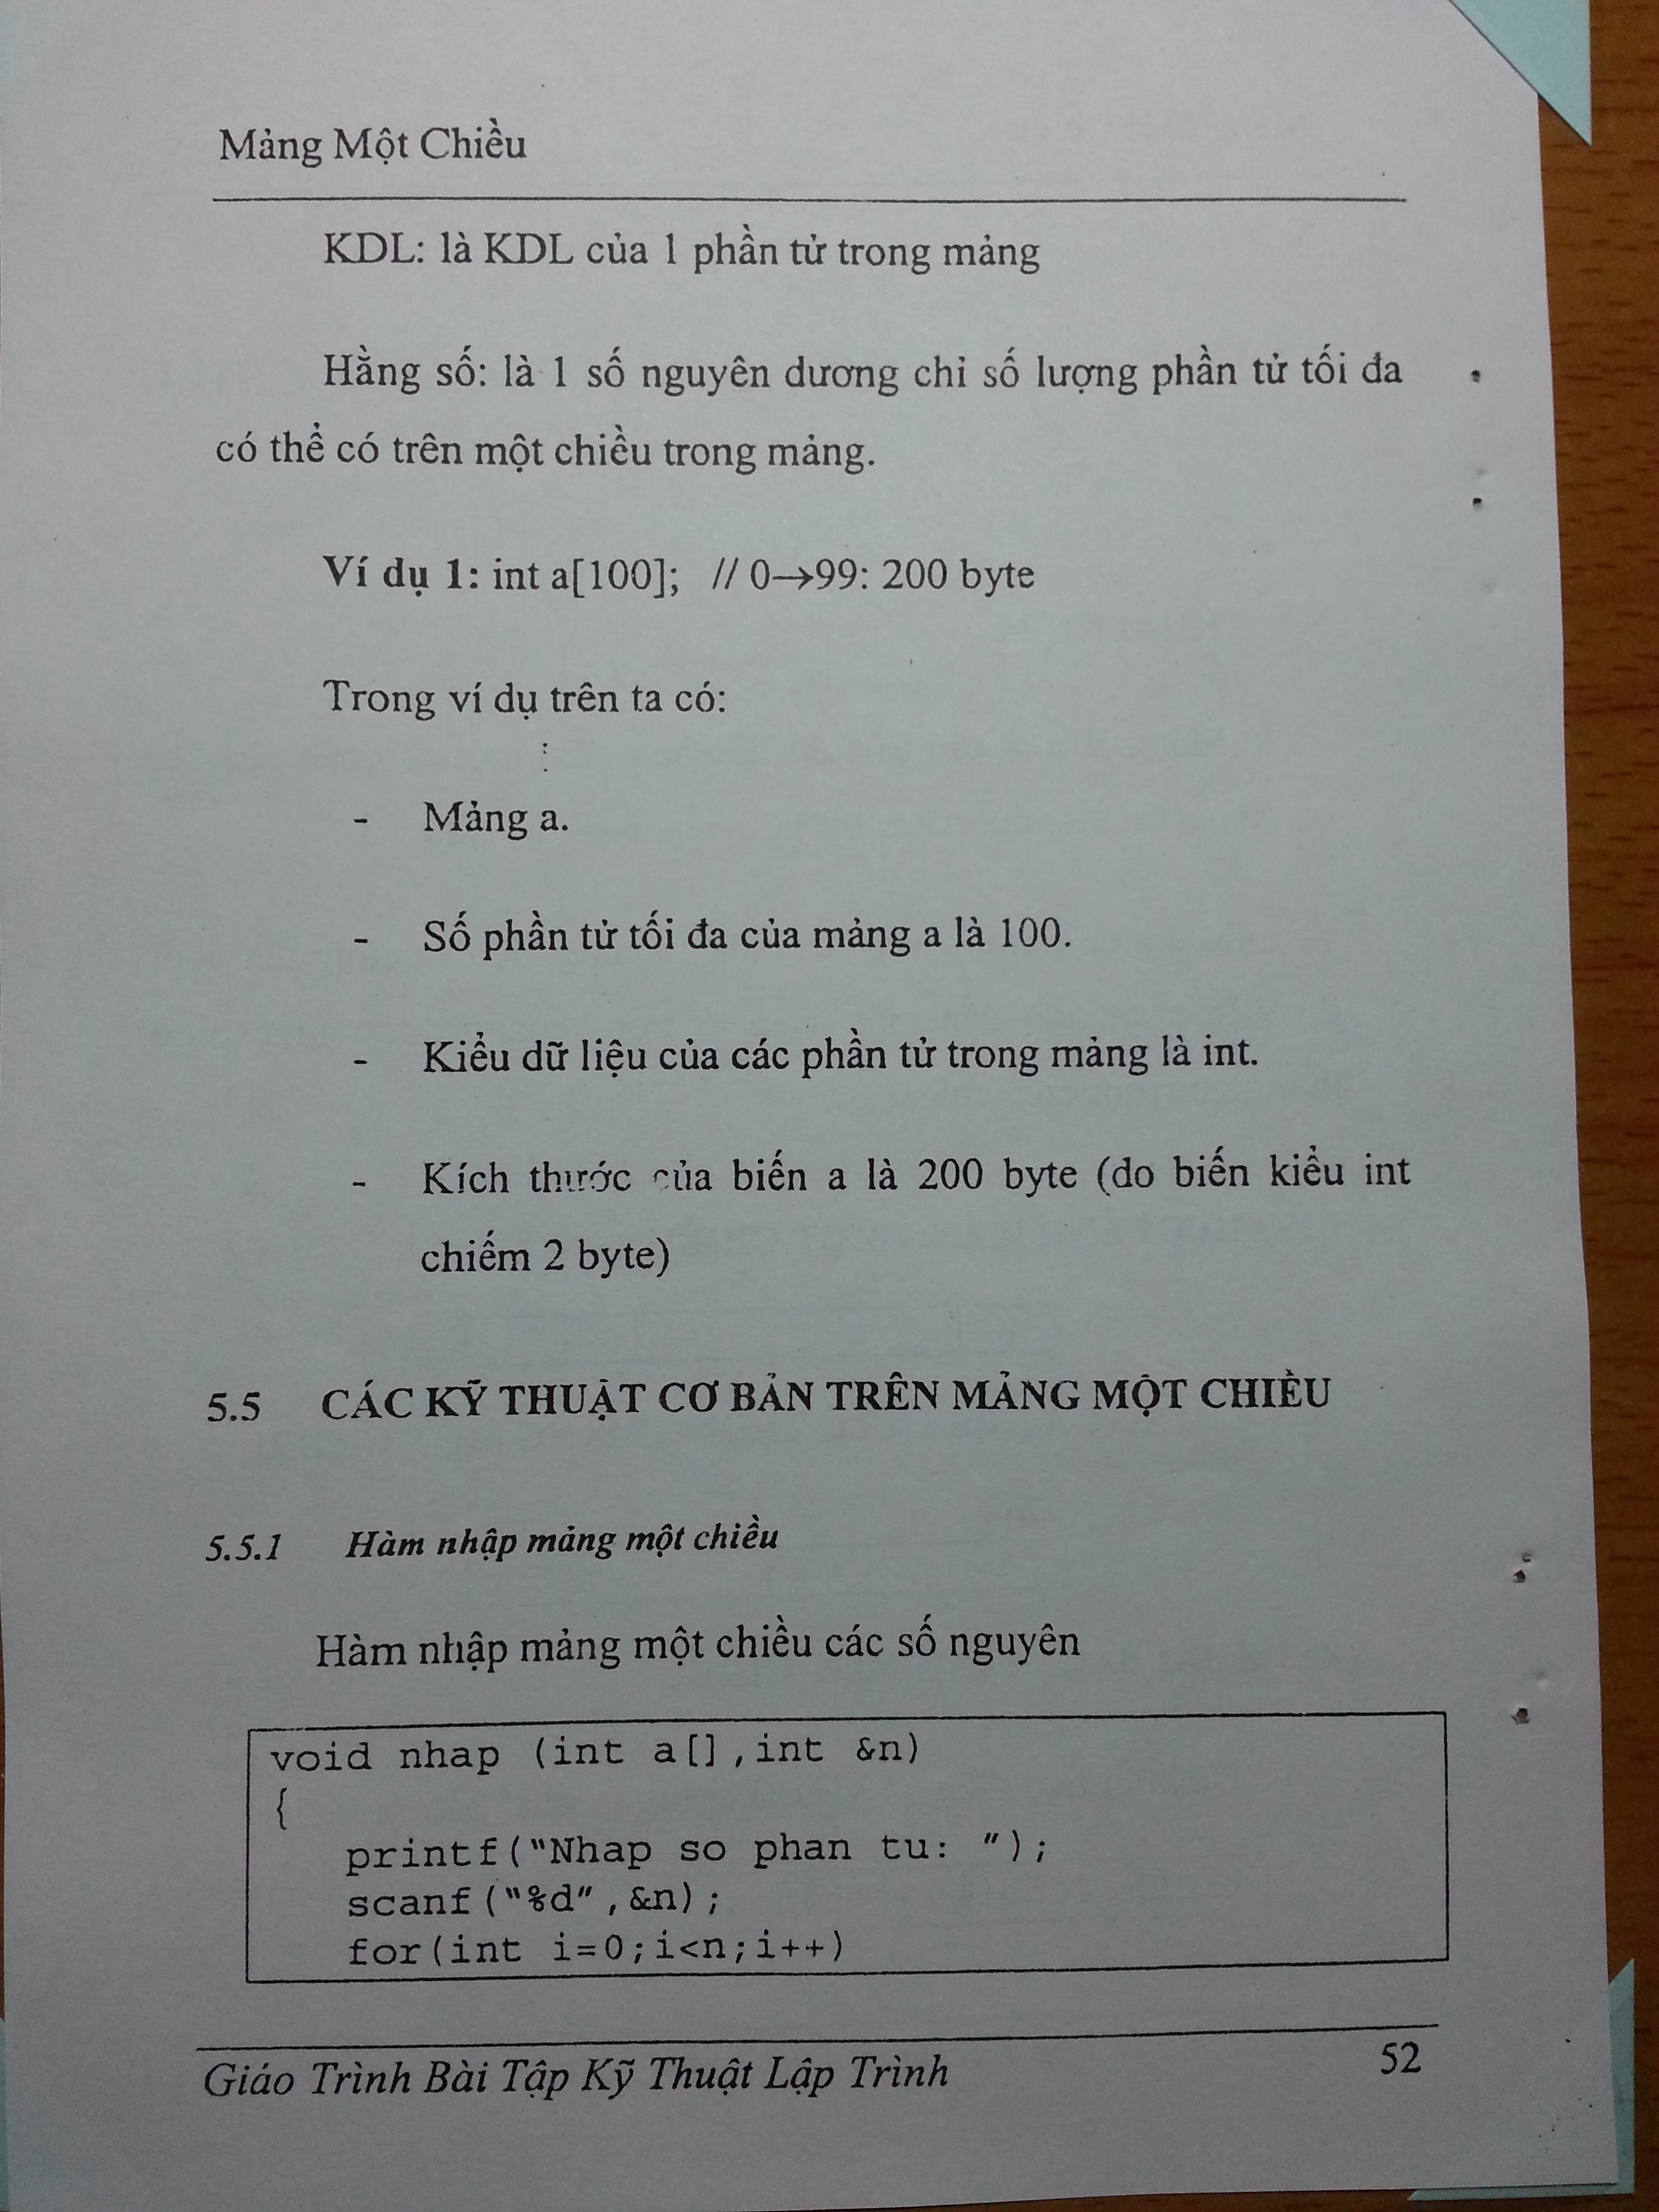 Mảng Một Chiều
KDL: là KDL của 1 phần tử trong mảng
Hằng số: là 1 số nguyên dương chỉ số lượng phần tử tối đa
có thể có trên một chiều trong mảng.
Ví dụ 1: int a[100]; // 0→99: 200 byte
Trong ví dụ trên ta có:
- Mảng a.
- Số phần tử tối đa của mảng a là 100.
- Kiểu dữ liệu của các phần tử trong mảng là int.
- Kích thước của biến a là 200 byte (do biến kiểu int
chiếm 2 byte)
5.5 CÁC KỸ THUẬT CƠ BẢN TRÊN MẢNG MỘT CHIỀU
5.5.1 Hàm nhập mảng một chiều
Hàm nhập mảng một chiều các số nguyên
void nhap (int a[],int &n)
{
printf("Nhap so phan tu: ");
scanf("%d",&n);
for(int i=0;i<n;i++)
Giáo Trình Bài Tập Kỹ Thuật Lập Trình 52